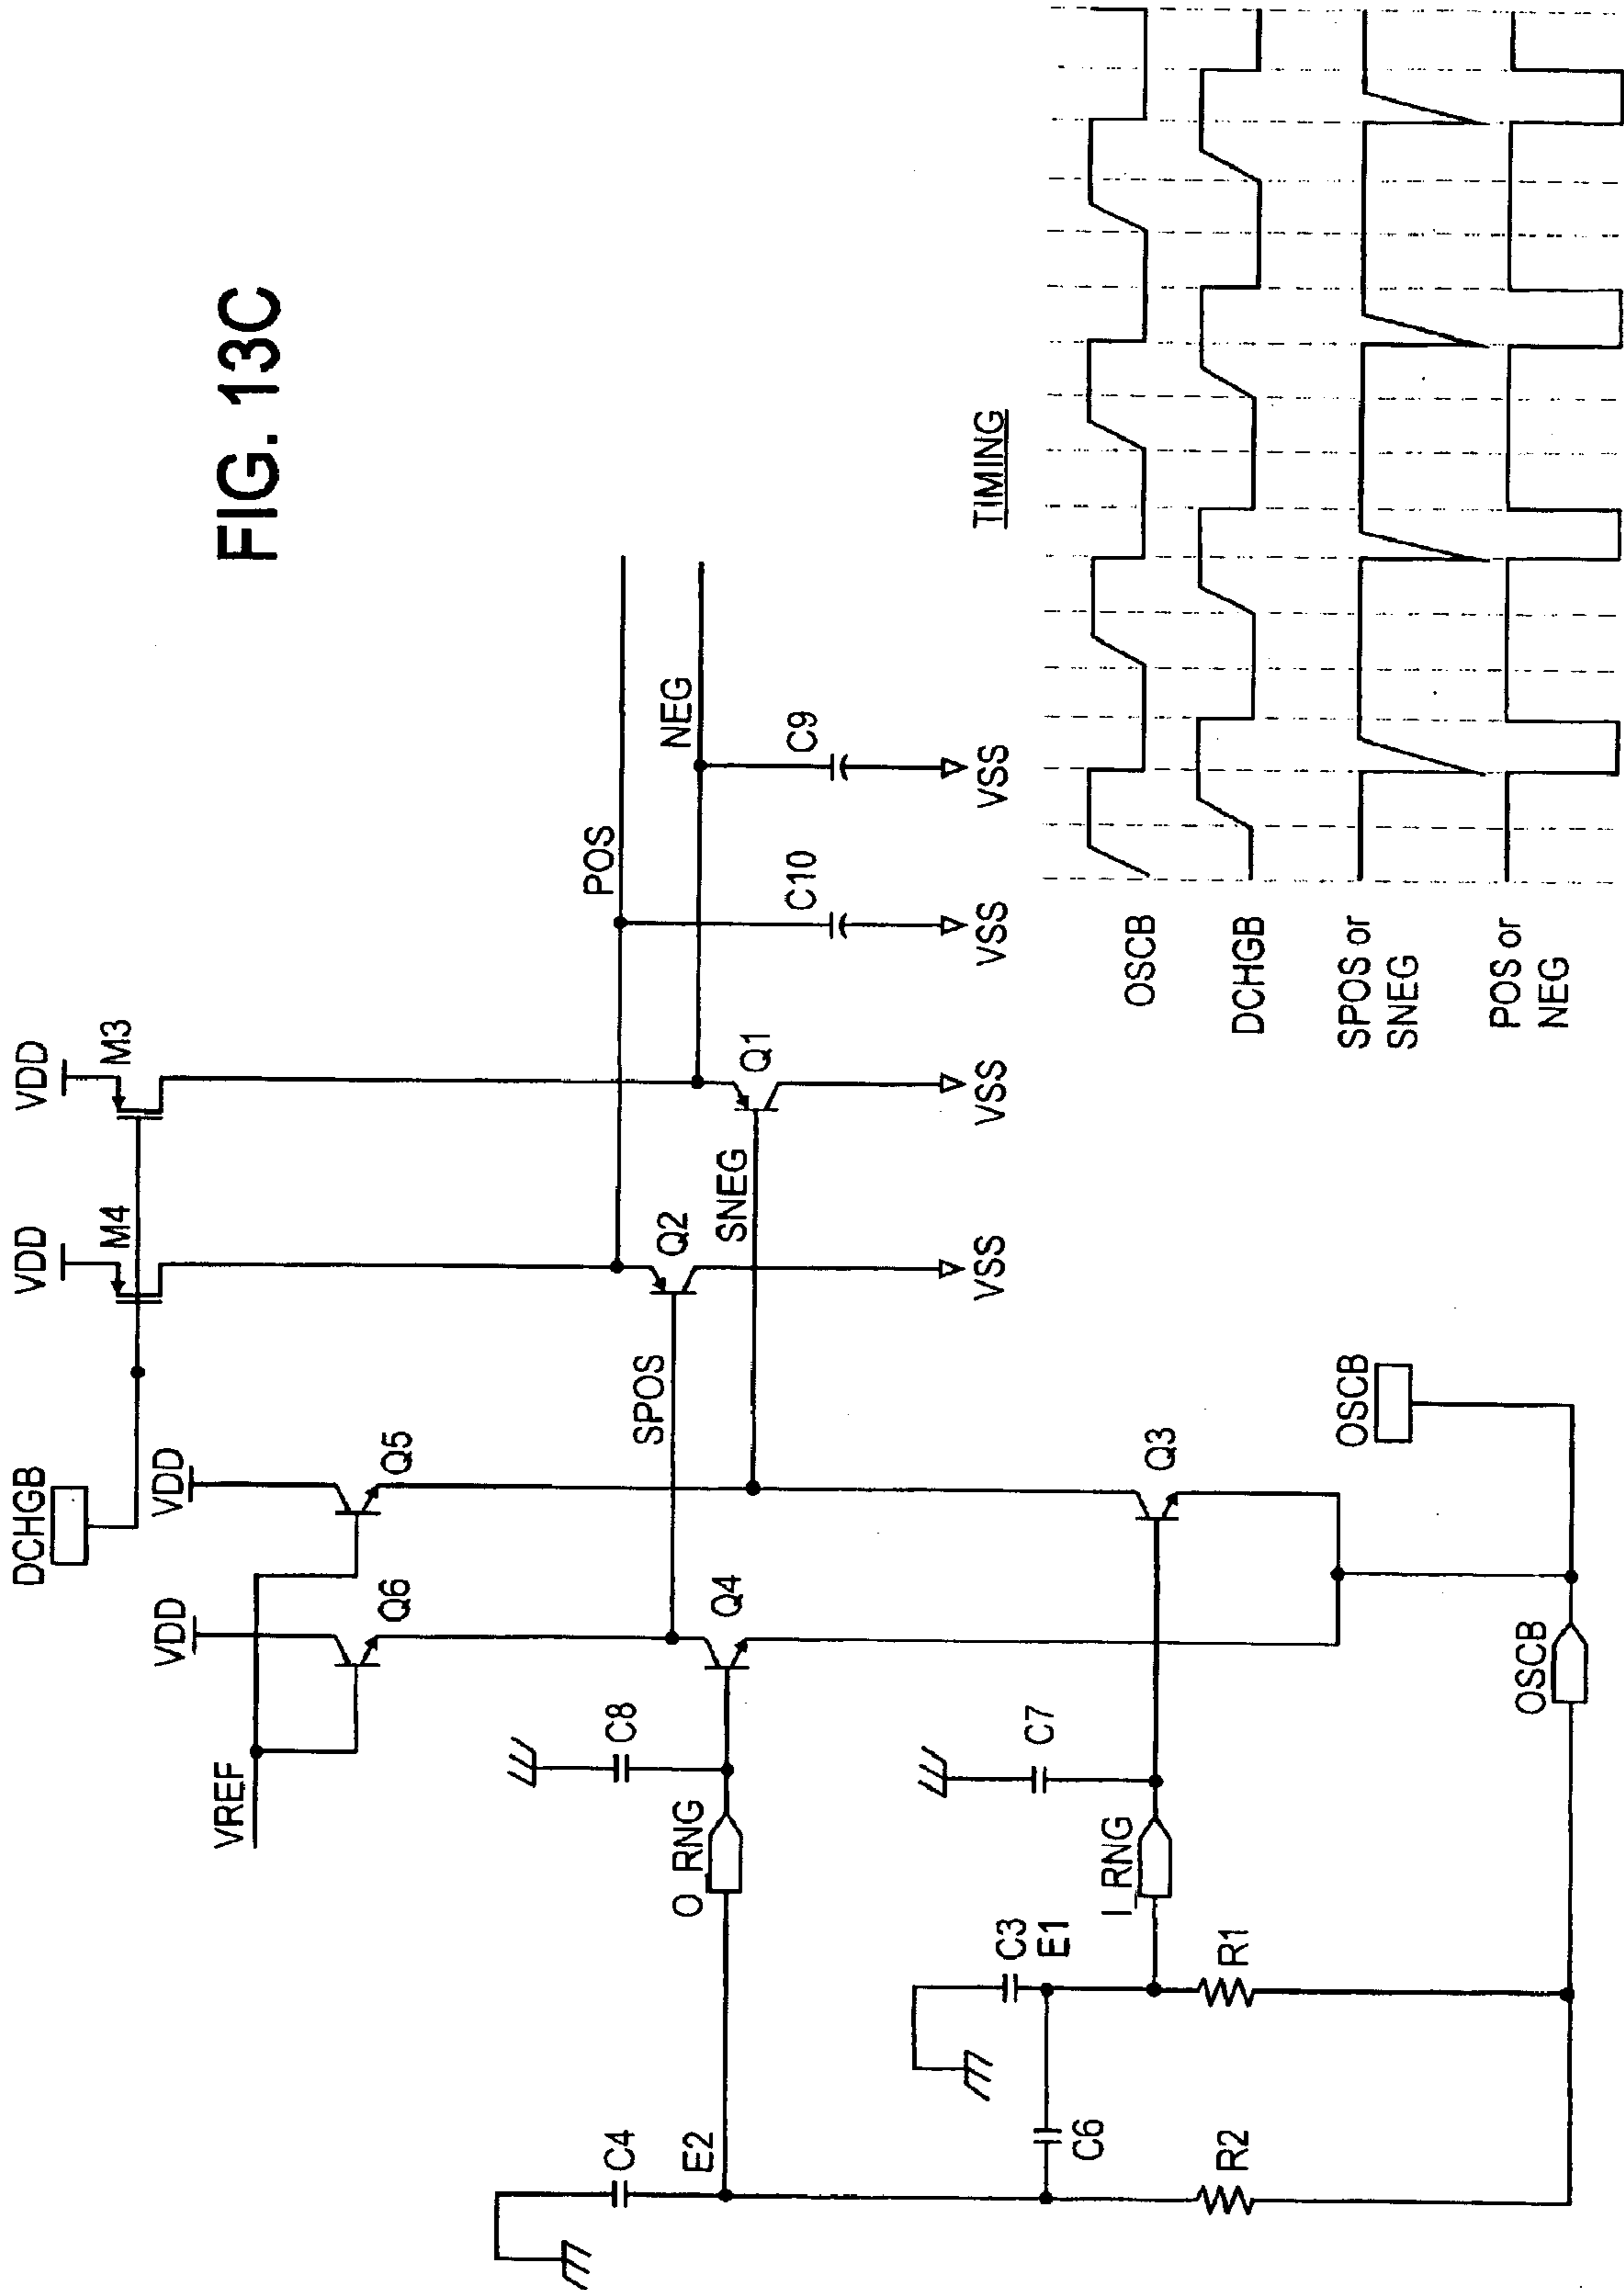 FIG. 13C
DCHGB
VDD
M4
VDD
M3
VDD
Q6
VDD
Q5
VREF
POS
NEG
SPOS
Q2
SNEG
Q1
C10
C9
VSS
VSS
VSS
VSS
C8
O_RNG
Q4
C4
E2
C7
I_RNG
Q3
C3
E1
C6
R2
R1
OSCB
OSCB
TIMING
OSCB
DCHGB
SPOS or
SNEG
POS or
NEG